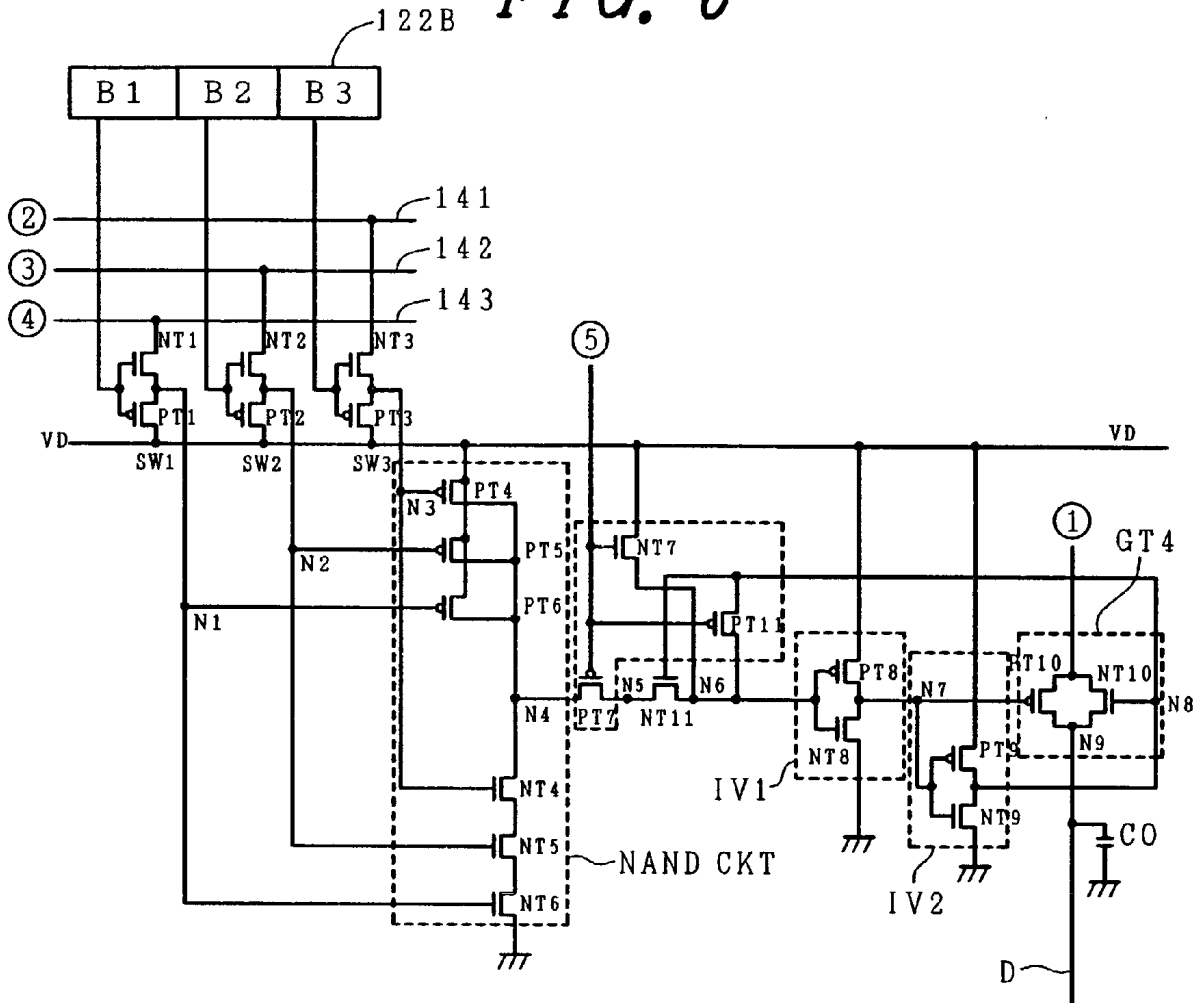 122B
B1 B2 B3
② 141
③ 142
④ 143
NT1 NT2 NT3
⑤
PT1 PT2 PT3
VD VD
SW1 SW2 SW3
①
GT4
N3 PT4
NT7
N2 PT5
N1 PT6
PT11
N4 PT7 N5 NT11 N6
PT8 N7
NT10 N8
N9
NT8 PT9
IV1
NT4
NT9
C0
NT5
NAND CKT
NT6
IV2
D